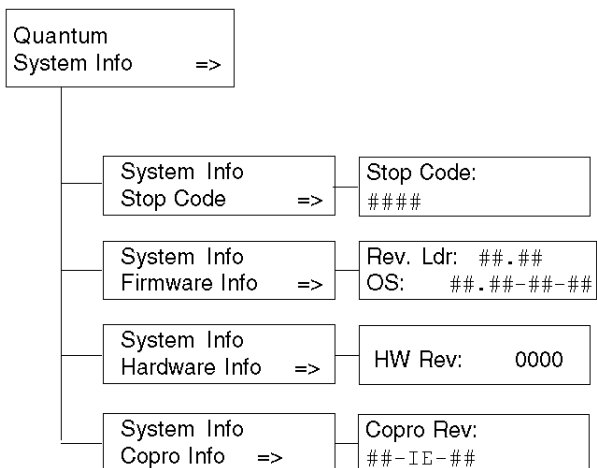 Quantum
System Info =>
System Info
Stop Code =>
Stop Code:
####
System Info
Firmware Info =>
Rev. Ldr: ##.##
OS: ##.##-##-##
System Info
Hardware Info =>
HW Rev: 0000
System Info
Copro Info =>
Copro Rev:
##-IE-##